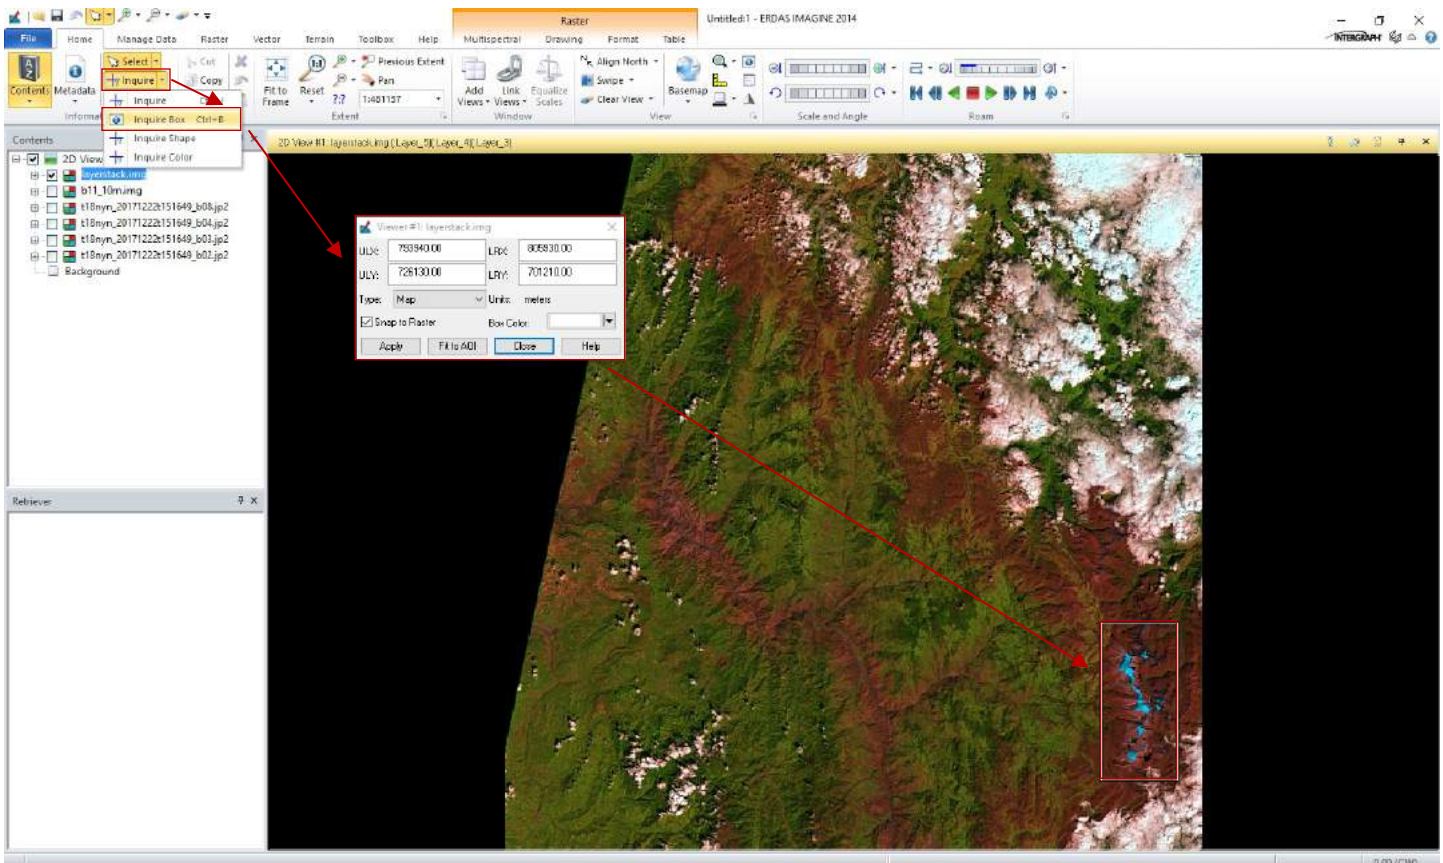 Raster
Untitled:1 - ERDAS IMAGINE 2014
File Home Manage Data Raster Vector Terrain Toolbox Help Multispectral Drawing Format Table
INTERGRAPH
Contents
Metadata
Select
Inquire
Cut
Copy
Inquire
Inquire Box Ctrl+B
Inquire Shape
Inquire Color
Fit to Frame
Reset
Previous Extent
Pan
1:481157
Extent
Add Views
Link Views
Equalize Scales
Window
Align North
Swipe
Clear View
Basemap
View
Scale and Angle
Roam
Contents
2D View
layerstack.img
b11_10m.img
t18nyn_20171222t151649_b08.jp2
t18nyn_20171222t151649_b04.jp2
t18nyn_20171222t151649_b03.jp2
t18nyn_20171222t151649_b02.jp2
Background
Retriever
2D View #1: layerstack.img (:Layer_5)(:Layer_4)(:Layer_3)
Viewer #1: layerstack.img
ULX: 793940.00 LRX: 805930.00
ULY: 726130.00 LRY: 701210.00
Type: Map Units: meters
Snap to Raster Box Color:
Apply Fit to AOI Close Help